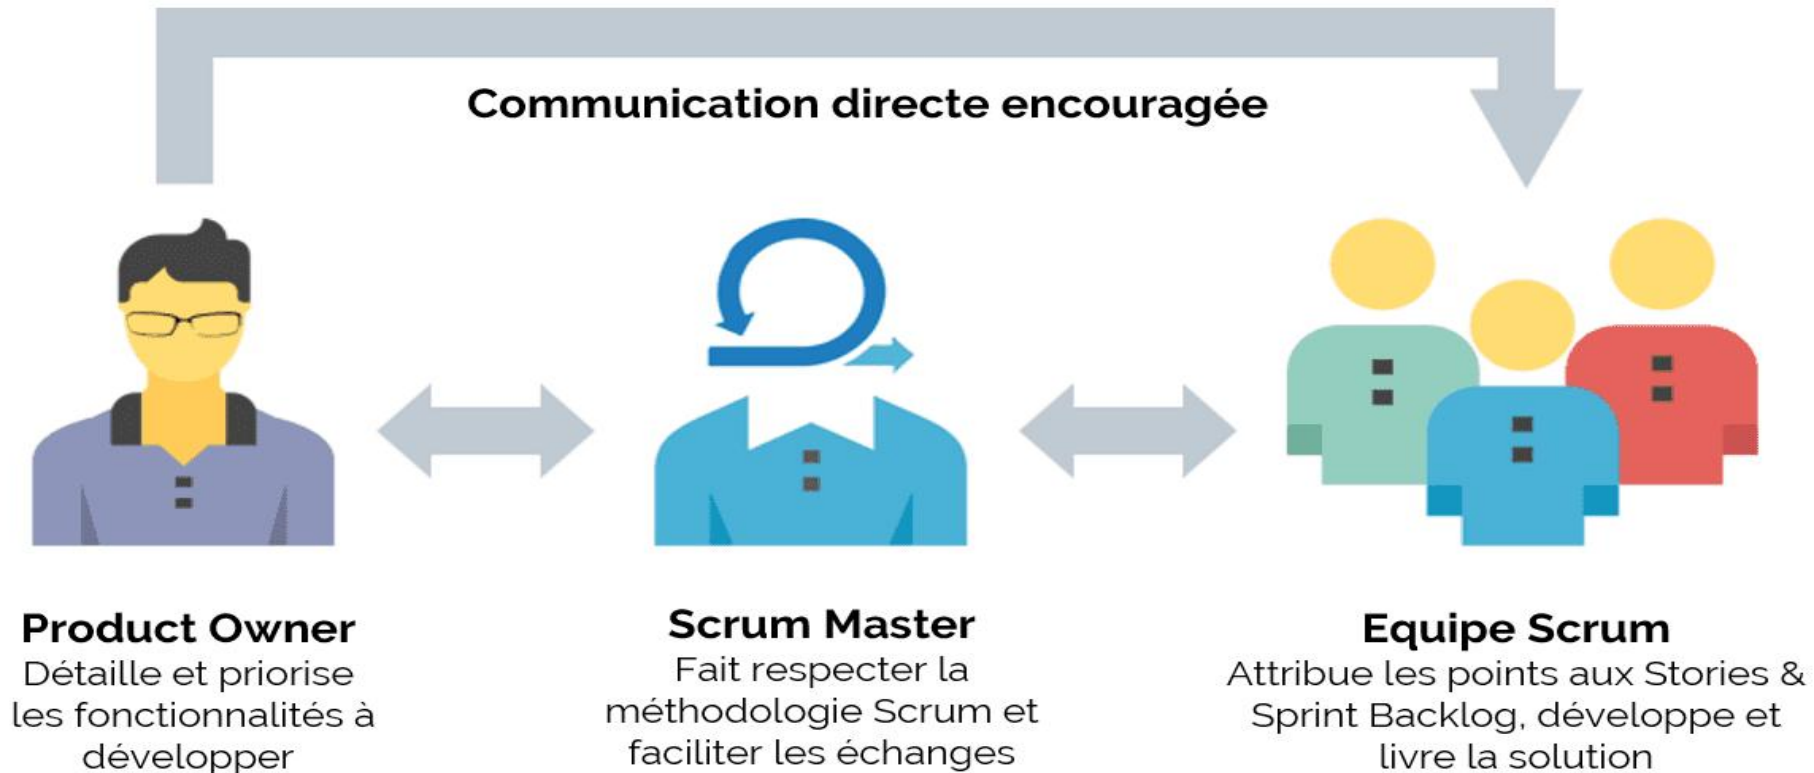 Communication directe encouragée
Product Owner
Détaille et priorise
les fonctionnalités à
développer
Scrum Master
Fait respecter la
méthodologie Scrum et
faciliter les échanges
Equipe Scrum
Attribue les points aux Stories &
Sprint Backlog, développe et
livre la solution